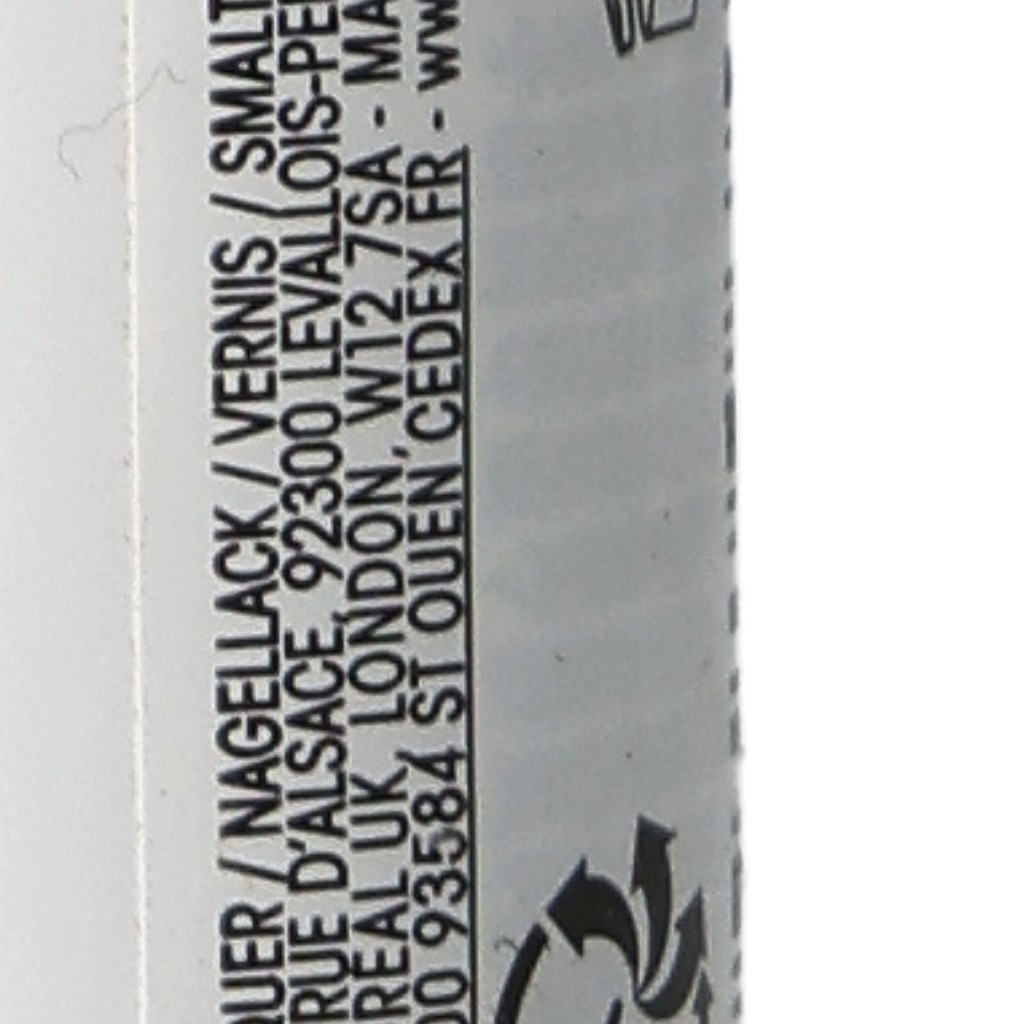 QUER / NAGELLACK / VERNIS / SMALT
RUE D'ALSACE, 92300 LEVALLOIS-PE
REAL UK, LONDON, W12 7SA - MA
00 93584 ST OUEN CEDEX FR - WW